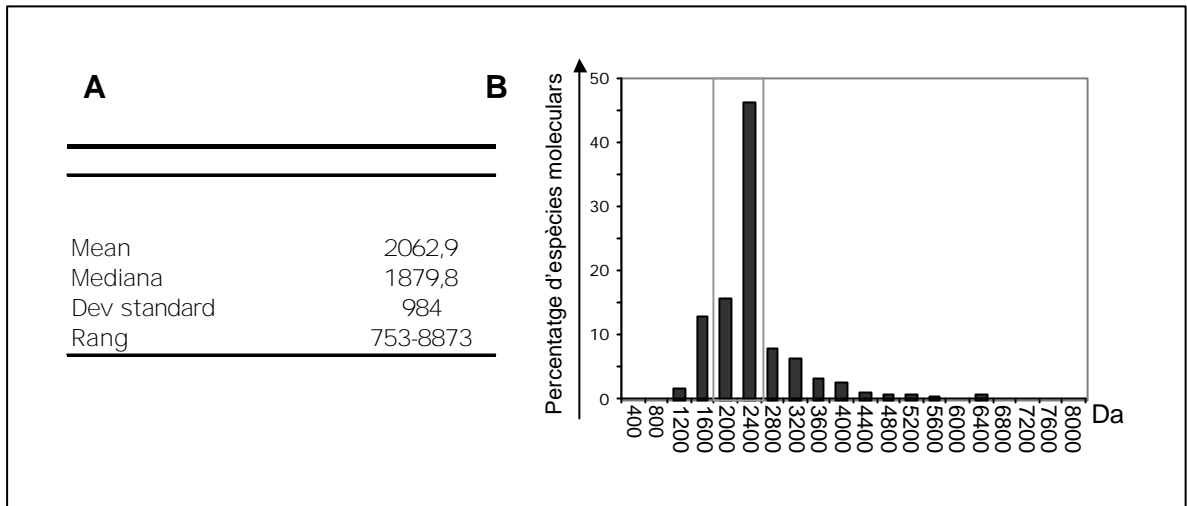 A
Mean 2062,9
Mediana 1879,8
Dev standard 984
Rang 753-8873
B
Percentatge d'espècies moleculars
50
40
30
20
10
0
400 800 1200 1600 2000 2400 2800 3200 3600 4000 4400 4800 5200 5600 6000 6400 6800 7200 7600 8000
Da